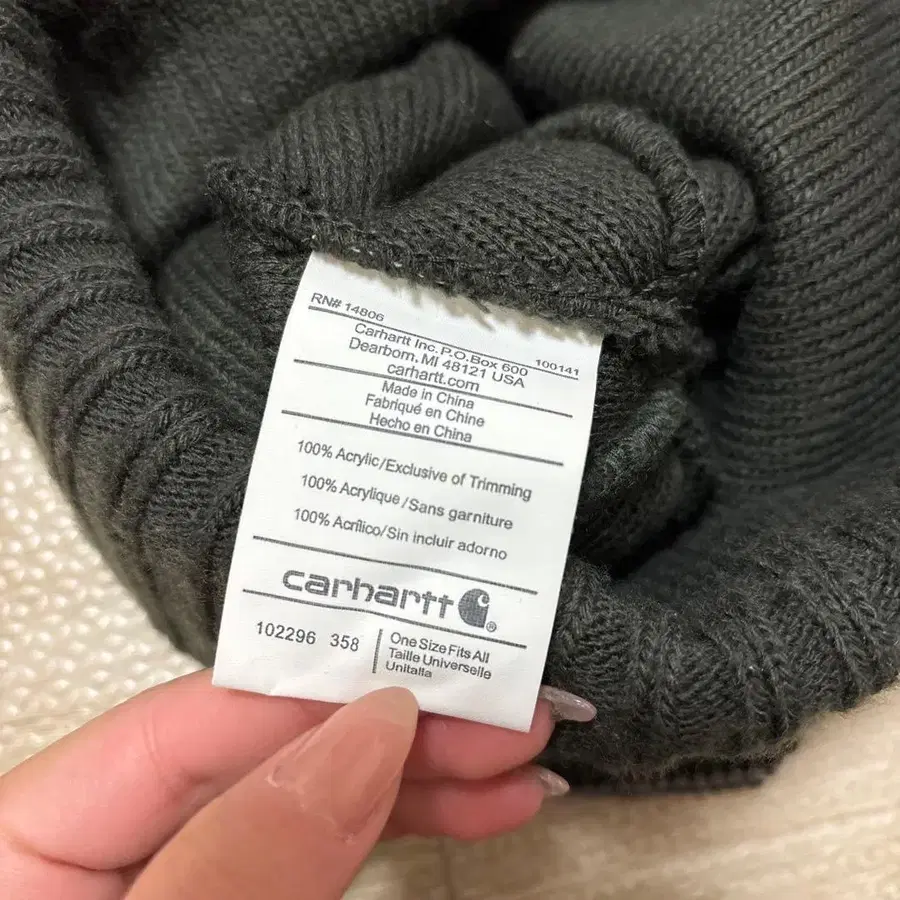 RN# 14806
100141
Carhartt Inc. P.O.Box 600
Dearborn, MI 48121 USA
carhartt.com
Made in China
Fabriqué en Chine
Hecho en China
100% Acrylic/Exclusive of Trimming
100% Acrylique/Sans garniture
100% Acrílico/Sin incluir adorno
carhartt ®
102296 358
One Size Fits All
Taille Universelle
Unitalla